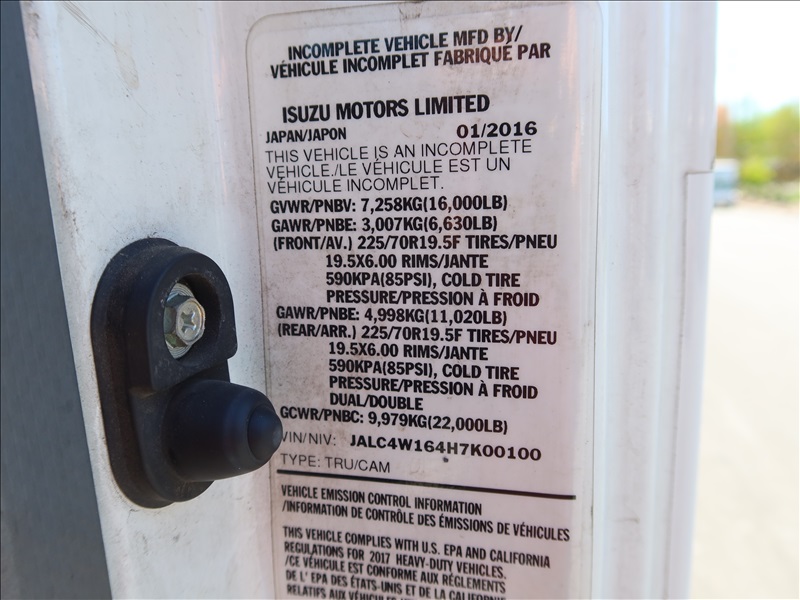 INCOMPLETE VEHICLE MFD BY/
VÉHICULE INCOMPLET FABRIQUÉ PAR
ISUZU MOTORS LIMITED
JAPAN/JAPON 01/2016
THIS VEHICLE IS AN INCOMPLETE
VEHICLE./LE VÉHICULE EST UN
VÉHICULE INCOMPLET.
GVWR/PNBV: 7,258KG(16,000LB)
GAWR/PNBE: 3,007KG(6,630LB)
(FRONT/AV.) 225/70R19.5F TIRES/PNEU
19.5X6.00 RIMS/JANTE
590KPA(85PSI), COLD TIRE
PRESSURE/PRESSION À FROID
GAWR/PNBE: 4,998KG(11,020LB)
(REAR/ARR.) 225/70R19.5F TIRES/PNEU
19.5X6.00 RIMS/JANTE
590KPA(85PSI), COLD TIRE
PRESSURE/PRESSION À FROID
DUAL/DOUBLE
GCWR/PNBC: 9,979KG(22,000LB)
VIN/NIV: JALC4W164H7K00100
TYPE: TRU/CAM
VEHICLE EMISSION CONTROL INFORMATION
/INFORMATION DE CONTRÔLE DES ÉMISSIONS DE VÉHICULES
THIS VEHICLE COMPLIES WITH U.S. EPA AND CALIFORNIA
REGULATIONS FOR 2017 HEAVY-DUTY VEHICLES.
/CE VÉHICULE EST CONFORME AUX RÉGLEMENTS
DE L' EPA DES ÉTATS-UNIS ET DE LA CALIFORNIE
RELATIFS AUX VÉHICULES